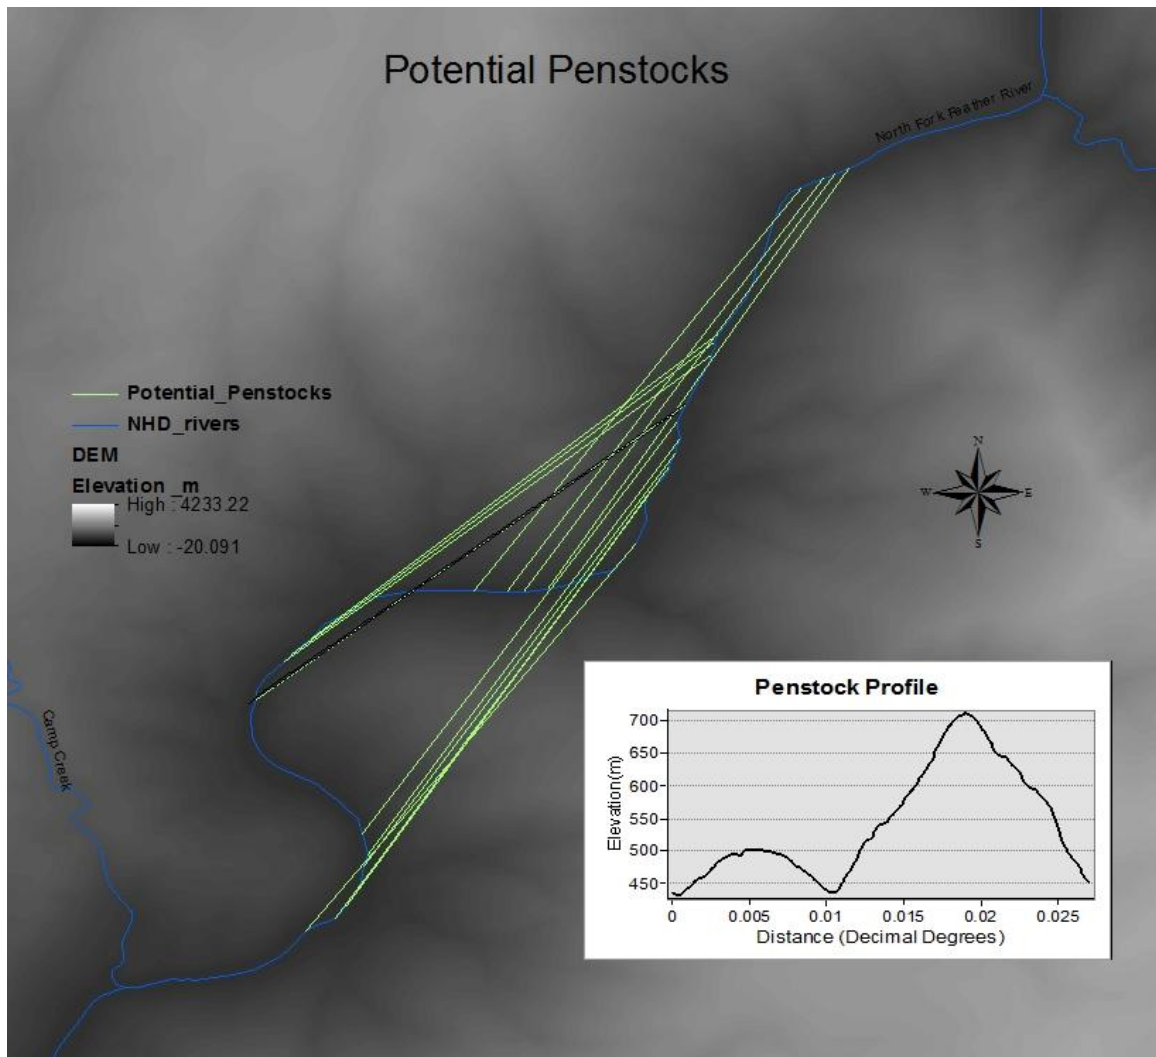 Potential Penstocks
North Fork Feather River
Potential_Penstocks
NHD_rivers
DEM
Elevation _m
High : 4233.22
Low : -20.091
N
W
E
S
Camp Creek
Penstock Profile
Elevation(m)
700
650
600
550
500
450
0 0.005 0.01 0.015 0.02 0.025
Distance (Decimal Degrees)